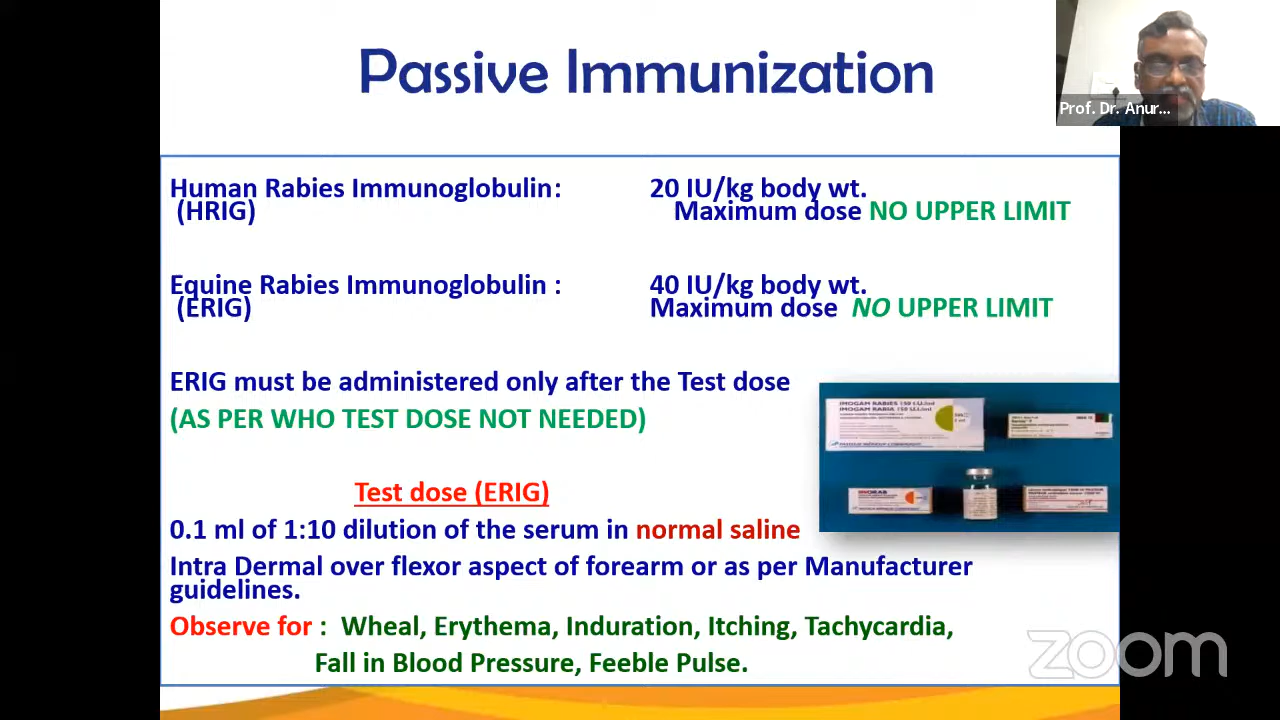 Passive Immunization
Prof. Dr. Anur...
Human Rabies Immunoglobulin: 20 IU/kg body wt.
(HRIG) Maximum dose NO UPPER LIMIT
Equine Rabies Immunoglobulin : 40 IU/kg body wt.
(ERIG) Maximum dose NO UPPER LIMIT
ERIG must be administered only after the Test dose
(AS PER WHO TEST DOSE NOT NEEDED)
IMOGAM RABIES
IMOGAM RABIA
Test dose (ERIG)
0.1 ml of 1:10 dilution of the serum in normal saline
Intra Dermal over flexor aspect of forearm or as per Manufacturer
guidelines.
Observe for : Wheal, Erythema, Induration, Itching, Tachycardia,
Fall in Blood Pressure, Feeble Pulse.
zoom